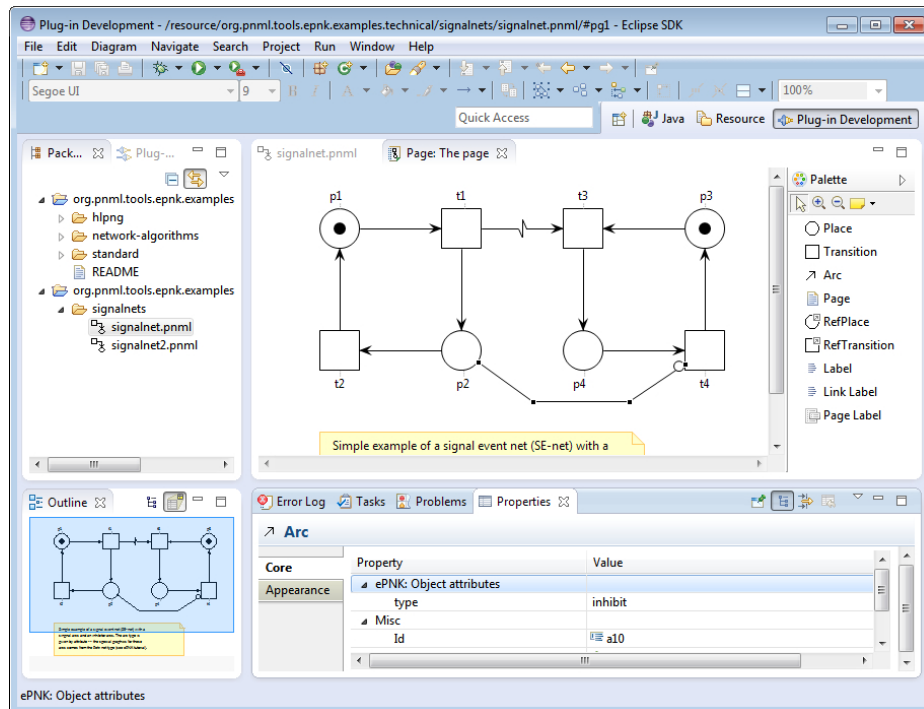 Plug-in Development - /resource/org.pnml.tools.epnk.examples.technical/signalnets/signalnet.pnml/#pg1 - Eclipse SDK
File Edit Diagram Navigate Search Project Run Window Help
Segoe UI 9 B I A 100%
Quick Access Java Resource Plug-in Development
Pack... Plug-...
org.pnml.tools.epnk.examples
hlpng
network-algorithms
standard
README
org.pnml.tools.epnk.examples
signalnets
signalnet.pnml
signalnet2.pnml
signalnet.pnml Page: The page
p1 t1 t3 p3
t2 p2 p4 t4
Simple example of a signal event net (SE-net) with a
Palette
Place
Transition
Arc
Page
RefPlace
RefTransition
Label
Link Label
Page Label
Outline
Error Log Tasks Problems Properties
Arc
Core
Appearance
Property Value
ePNK: Object attributes
type inhibit
Misc
Id a10
ePNK: Object attributes